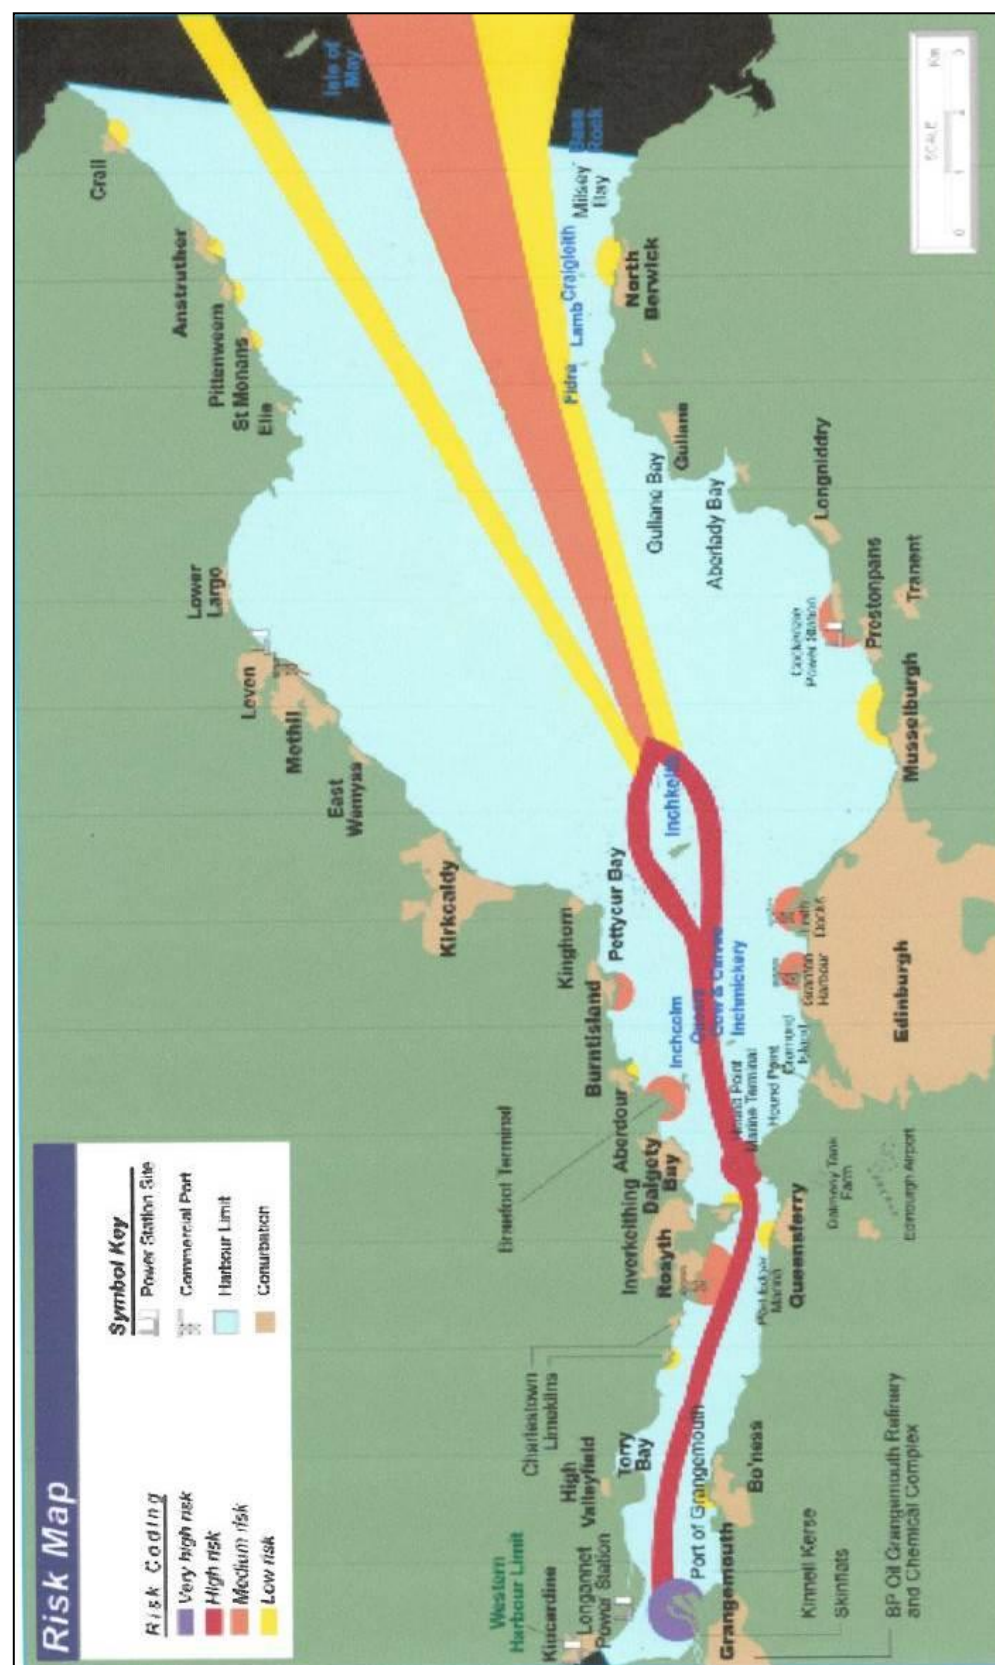 Risk Map
Risk Coding
Very high risk
High risk
Medium risk
Low risk
Symbol Key
Power Station Site
Commercial Port
Harbour Limit
Conurbation
Western
Harbour Limit
Kincardine
Longannet
Power Station
High
Valleyfield
Torry
Bay
Charlestown
Limekilns
Rosyth
Inverkeithing
Dalgety
Bay
Braefoot Terminal
Aberdour
Burntisland
Kinghorn
Pettycur Bay
Kirkcaldy
East
Wemyss
Methil
Leven
Lower
Largo
Elie
St Monans
Pittenweem
Anstruther
Crail
Isle of
May
Bass
Rock
Milsey
Bay
Craigleith
Lamb
Fidra
North
Berwick
Gullane
Gullane Bay
Aberlady Bay
Longniddry
Cockenzie
Power Station
Prestonpans
Tranent
Musselburgh
Inchkeith
Leith
Docks
Granton
Harbour
Edinburgh
Inchcolm
Cow & Calves
Inchmickery
Cramond
Island
Hound Point
Hound Point
Marine Terminal
Dalmeny Tank
Farm
Edinburgh Airport
Queensferry
Port Edgar
Marina
Bo'ness
Port of Grangemouth
Grangemouth
Kinneil Kerse
Skinflats
BP Oil Grangemouth Refinery
and Chemical Complex
SCALE
Km
0